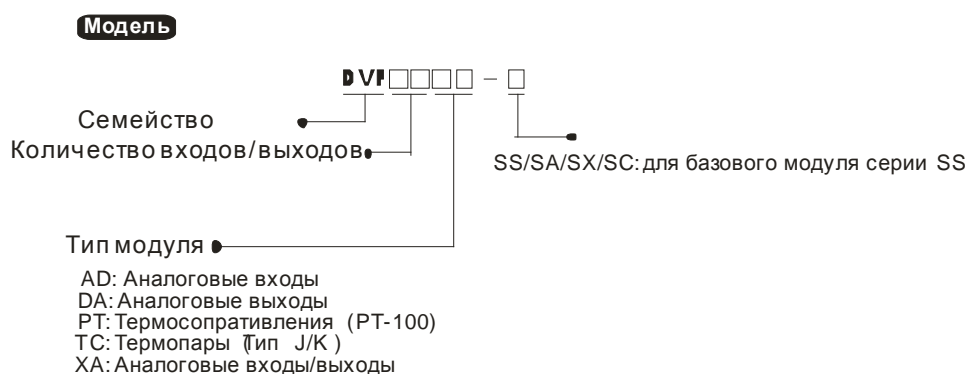 Модель
DVP□□□□ – □
Семейство
Количество входов/выходов
SS/SA/SX/SC: для базового модуля серии SS
Тип модуля
AD: Аналоговые входы
DA: Аналоговые выходы
PT: Термосопративления (PT-100)
TC: Термопары (Тип J/K )
XA: Аналоговые входы/выходы